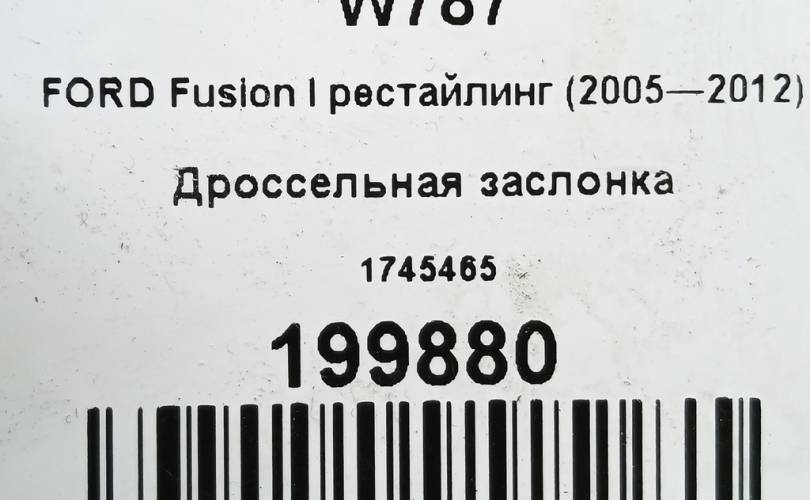 W787
FORD Fusion I рестайлинг (2005—2012)
Дроссельная заслонка
1745465
199880